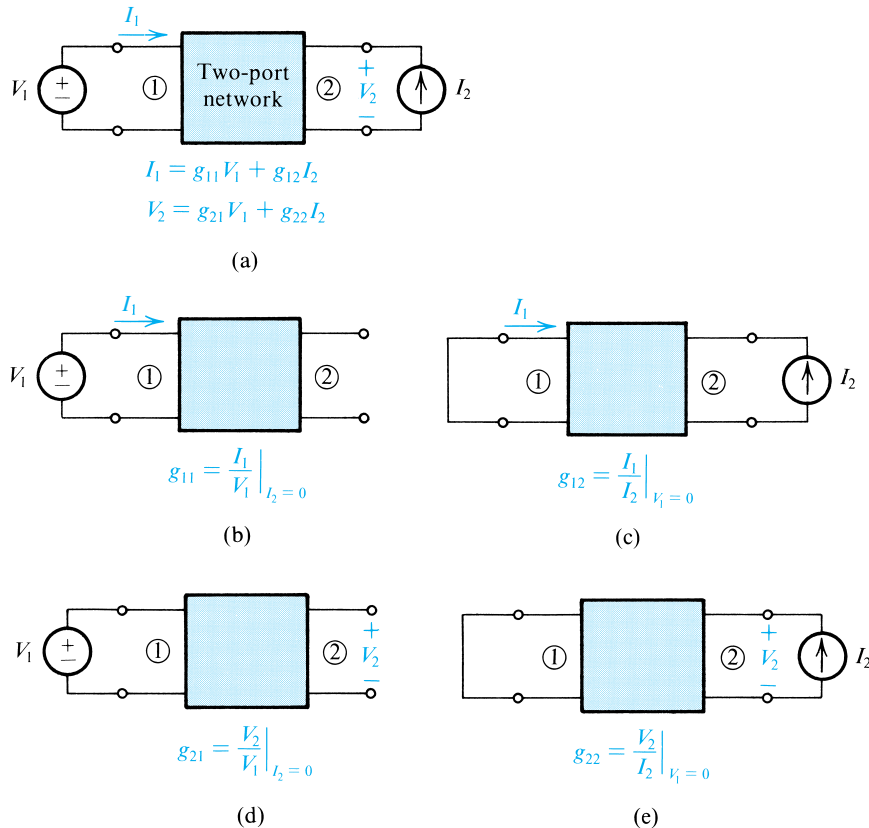 I₁
V₁ + − ① Two-port network ② + V₂ − I₂
I₁ = g₁₁V₁ + g₁₂I₂
V₂ = g₂₁V₁ + g₂₂I₂
(a)
I₁ I₁
V₁ + − ① ② ① ② I₂
g₁₁ = I₁/V₁ |I₂ = 0 g₁₂ = I₁/I₂ |V₁ = 0
(b) (c)
V₁ + − ① ② + V₂ − ① ② + V₂ − I₂
g₂₁ = V₂/V₁ |I₂ = 0 g₂₂ = V₂/I₂ |V₁ = 0
(d) (e)